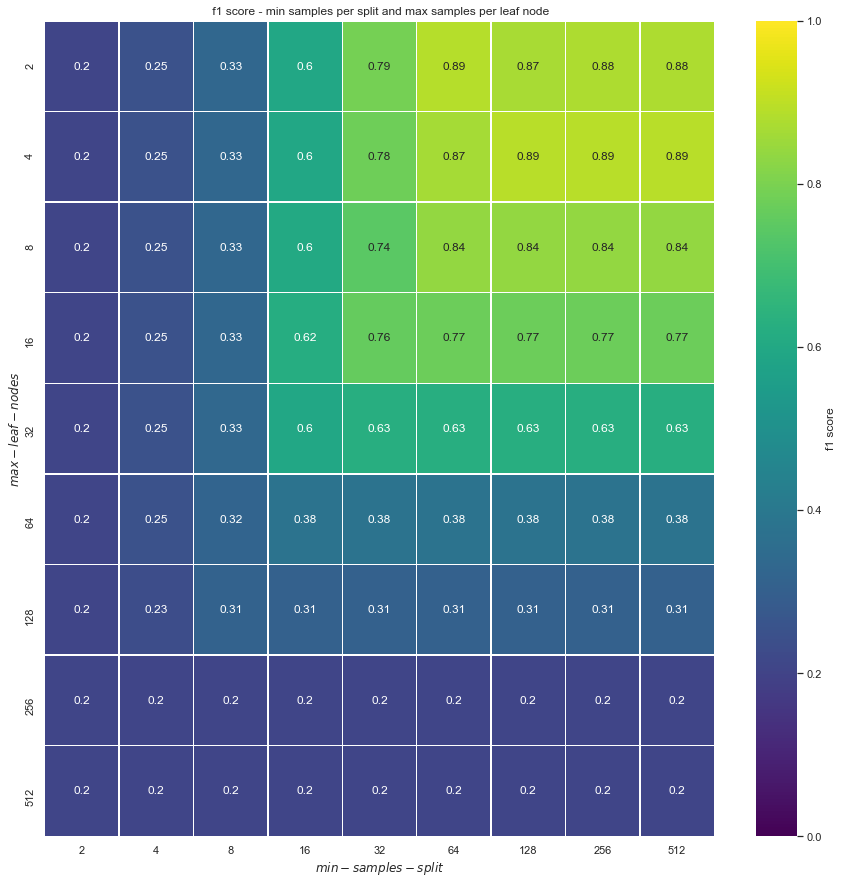 f1 score - min samples per split and max samples per leaf node
2 0.2 0.25 0.33 0.6 0.79 0.89 0.87 0.88 0.88
4 0.2 0.25 0.33 0.6 0.78 0.87 0.89 0.89 0.89
8 0.2 0.25 0.33 0.6 0.74 0.84 0.84 0.84 0.84
16 0.2 0.25 0.33 0.62 0.76 0.77 0.77 0.77 0.77
32 0.2 0.25 0.33 0.6 0.63 0.63 0.63 0.63 0.63
64 0.2 0.25 0.32 0.38 0.38 0.38 0.38 0.38 0.38
128 0.2 0.23 0.31 0.31 0.31 0.31 0.31 0.31 0.31
256 0.2 0.2 0.2 0.2 0.2 0.2 0.2 0.2 0.2
512 0.2 0.2 0.2 0.2 0.2 0.2 0.2 0.2 0.2
2 4 8 16 32 64 128 256 512
max − leaf − nodes
min − samples − split
1.0
0.8
0.6
0.4
0.2
0.0
f1 score